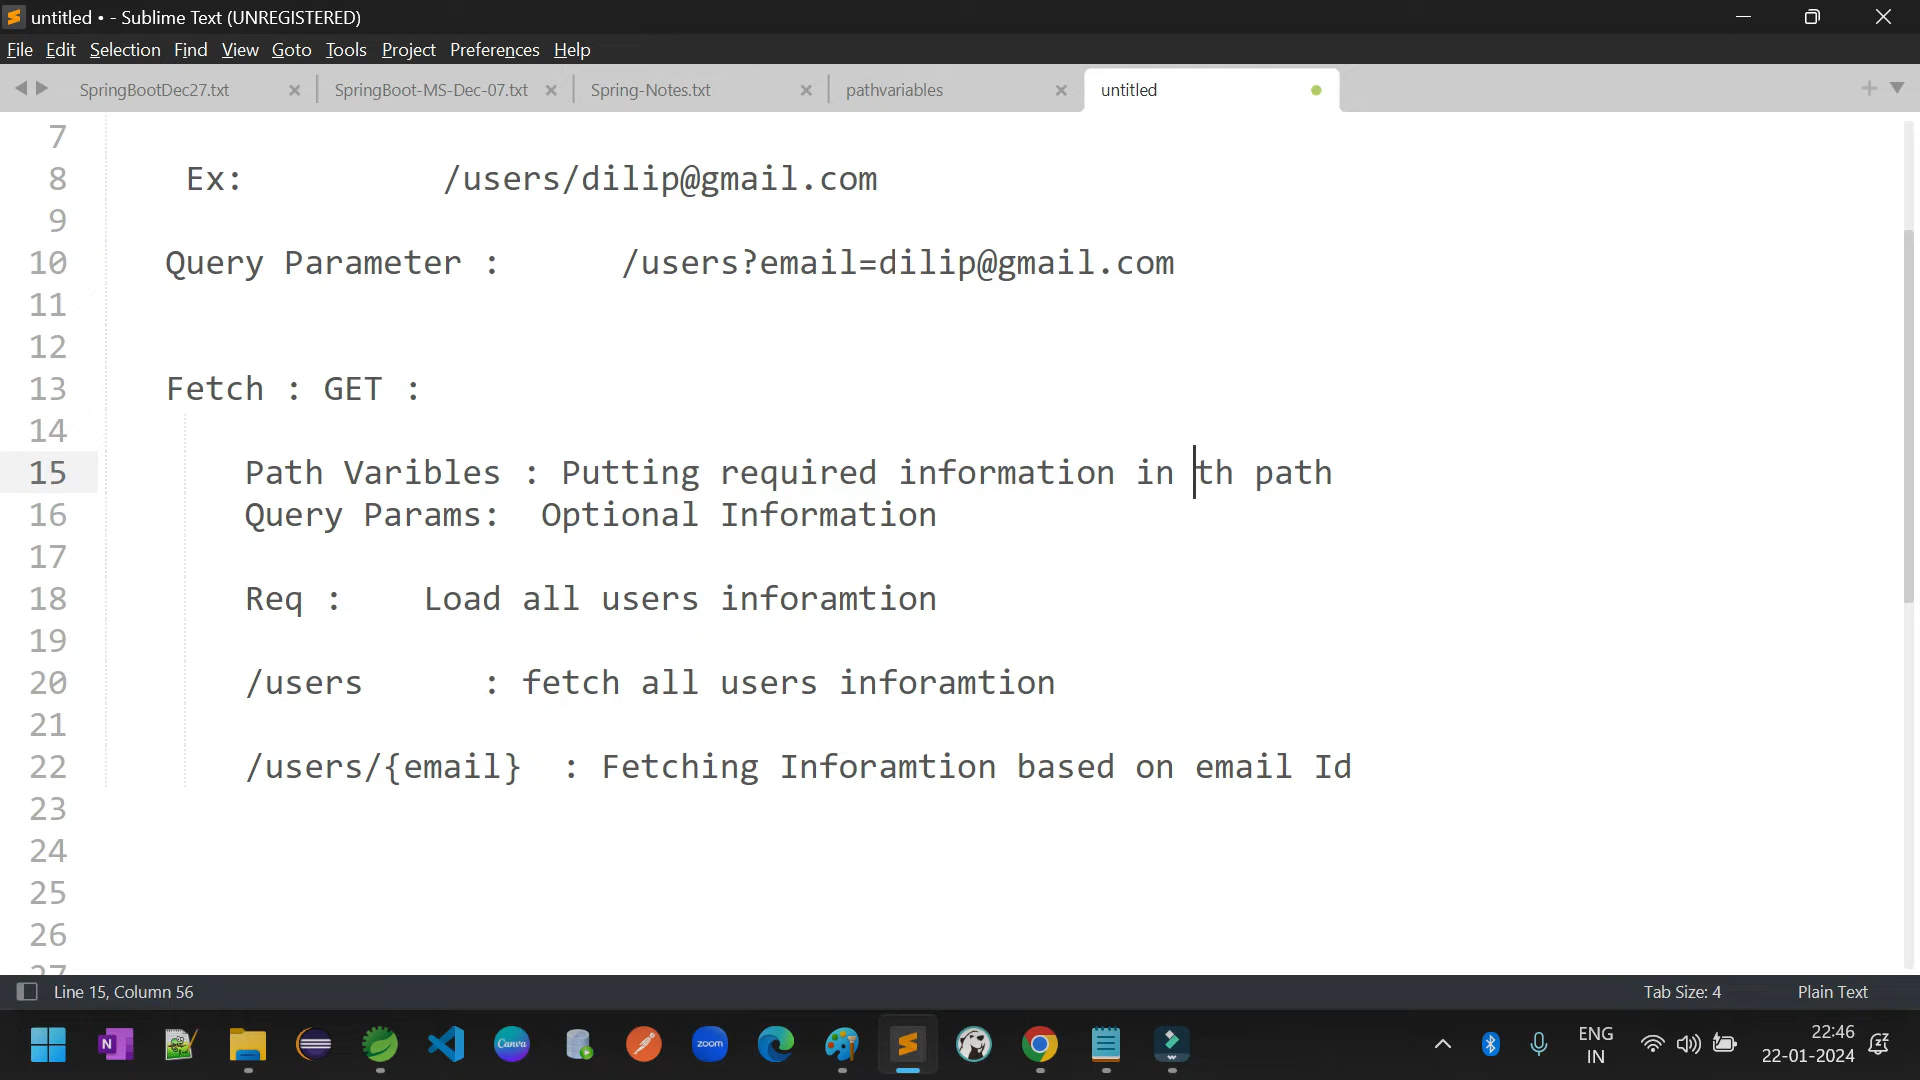 untitled • - Sublime Text (UNREGISTERED)
File Edit Selection Find View Goto Tools Project Preferences Help
SpringBootDec27.txt SpringBoot-MS-Dec-07.txt Spring-Notes.txt pathvariables untitled
7
8 Ex: /users/dilip@gmail.com
9
10 Query Parameter : /users?email=dilip@gmail.com
11
12
13 Fetch : GET :
14
15 Path Varibles : Putting required information in th path
16 Query Params: Optional Information
17
18 Req : Load all users inforamtion
19
20 /users : fetch all users inforamtion
21
22 /users/{email} : Fetching Inforamtion based on email Id
23
24
25
26
27
Line 15, Column 56 Tab Size: 4 Plain Text
N Canva zoom ENG 22:46
IN 22-01-2024